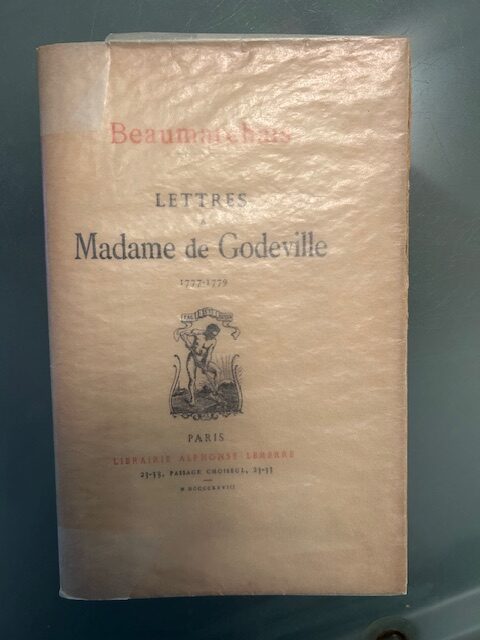 Beaumarchais
LETTRES
A
Madame de Godeville
1777-1779
PARIS
LIBRAIRIE ALPHONSE LEMERRE
23-33, PASSAGE CHOISEUL, 23-33